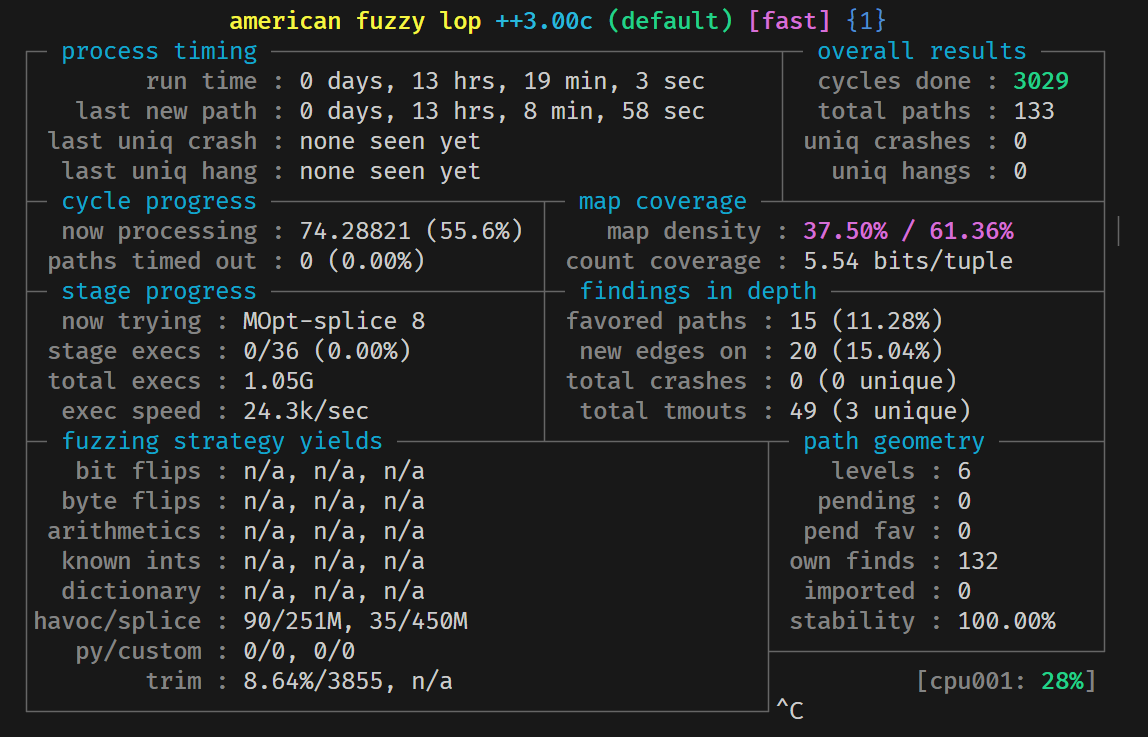 american fuzzy lop ++3.00c (default) [fast] {1}
process timing overall results
run time : 0 days, 13 hrs, 19 min, 3 sec cycles done : 3029
last new path : 0 days, 13 hrs, 8 min, 58 sec total paths : 133
last uniq crash : none seen yet uniq crashes : 0
last uniq hang : none seen yet uniq hangs : 0
cycle progress map coverage
now processing : 74.28821 (55.6%) map density : 37.50% / 61.36%
paths timed out : 0 (0.00%) count coverage : 5.54 bits/tuple
stage progress findings in depth
now trying : MOpt-splice 8 favored paths : 15 (11.28%)
stage execs : 0/36 (0.00%) new edges on : 20 (15.04%)
total execs : 1.05G total crashes : 0 (0 unique)
exec speed : 24.3k/sec total tmouts : 49 (3 unique)
fuzzing strategy yields path geometry
bit flips : n/a, n/a, n/a levels : 6
byte flips : n/a, n/a, n/a pending : 0
arithmetics : n/a, n/a, n/a pend fav : 0
known ints : n/a, n/a, n/a own finds : 132
dictionary : n/a, n/a, n/a imported : 0
havoc/splice : 90/251M, 35/450M stability : 100.00%
py/custom : 0/0, 0/0
trim : 8.64%/3855, n/a [cpu001: 28%]
^C